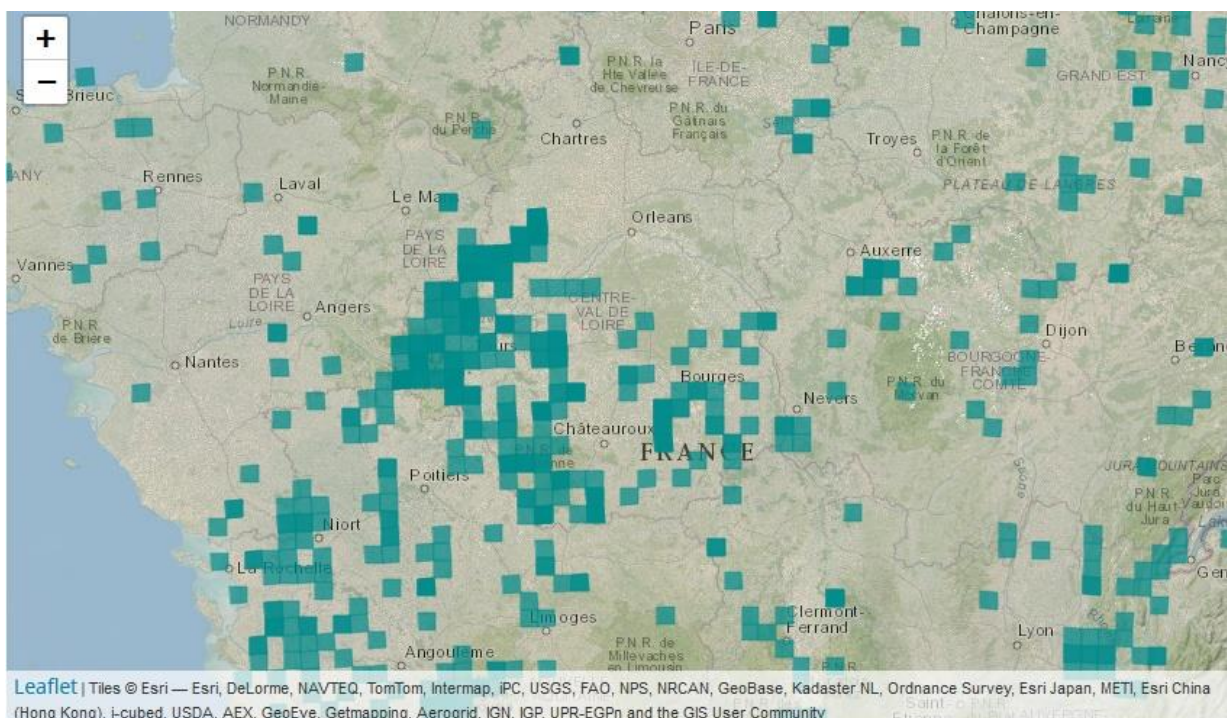 +
−
NORMANDY
Paris
Champagne
ÎLE-DE-
FRANCE
P.N.R. la
Hte Vallée
de Chevreuse
GRAND EST
Nancy
P.N.R.
Normandie-
Maine
Brieuc
P.N.R.
du Perche
Chartres
P.N.R. du
Gâtinais
Français
Troyes
P.N.R. de
la Forêt
d'Orient
Rennes
Laval
Le
PLATEAU DE LANGRES
Orleans
PAYS
DE LA
LOIRE
Auxerre
Vannes
PAYS
DE LA
LOIRE
Angers
CENTRE-
VAL DE
LOIRE
P.N.R.
de Brière
Loire
Dijon
Nantes
BOURGOGNE
FRANCHE
COMTÉ
Bourges
P.N.R. du
Morvan
Nevers
Châteauroux
FRANCE
Poitiers
JURA MOUNTAINS
Saône
P.N.R.
du Haut
Jura
Parc
Jura
Vaudois
Niort
La Rochelle
Limoges
Clermont-
Ferrand
Lyon
P.N.R. de
Millevaches
en Limousin
Angoulême
Leaflet | Tiles © Esri — Esri, DeLorme, NAVTEQ, TomTom, Intermap, iPC, USGS, FAO, NPS, NRCAN, GeoBase, Kadaster NL, Ordnance Survey, Esri Japan, METI, Esri China
(Hong Kong), i-cubed, USDA, AEX, GeoEye, Getmapping, Aerogrid, IGN, IGP, UPR-EGPn and the GIS User Community